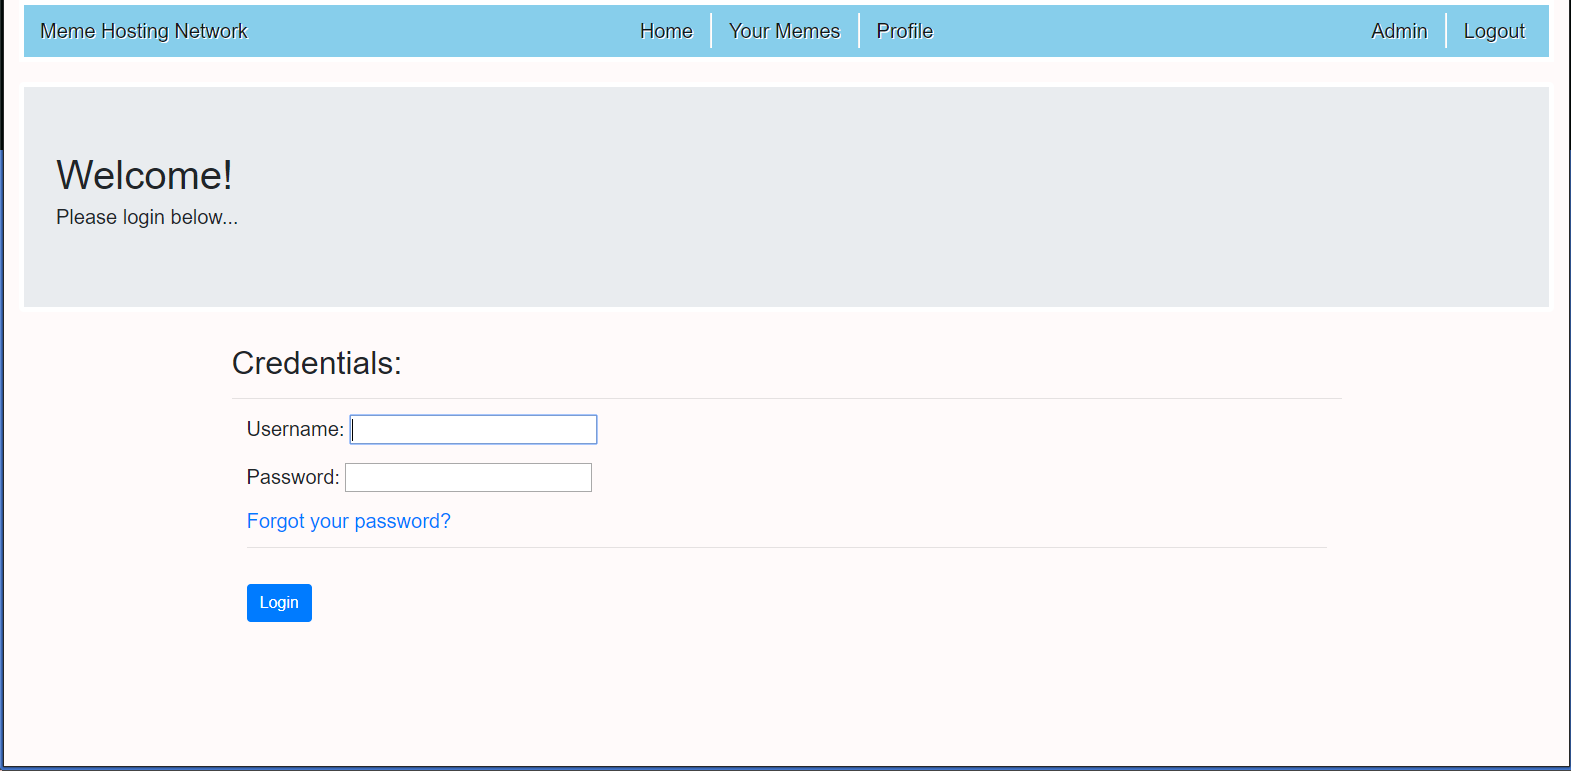 Meme Hosting Network Home Your Memes Profile Admin Logout
Welcome!
Please login below...
Credentials:
Username:
Password:
Forgot your password?
Login